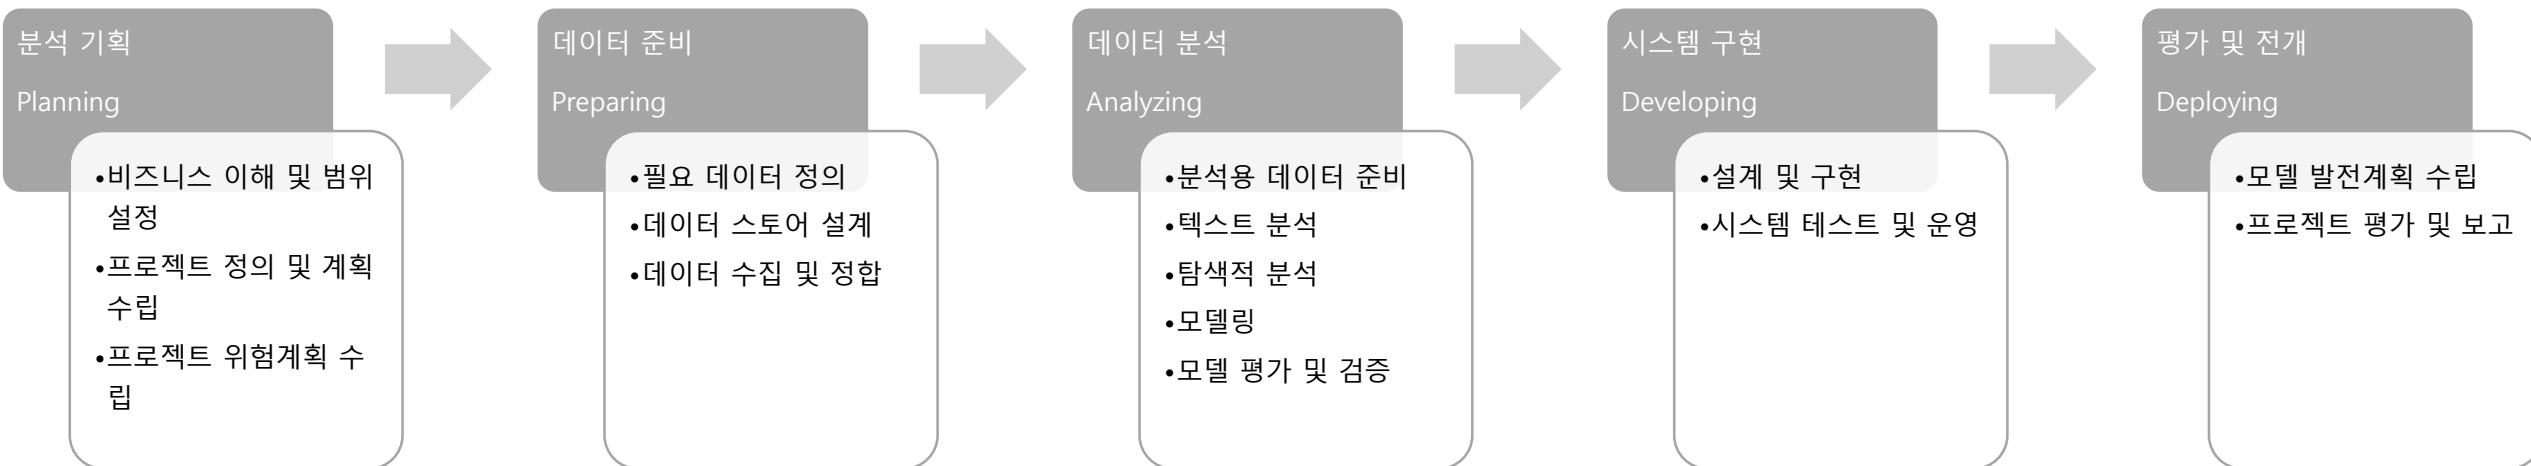 분석 기획
Planning
•비즈니스 이해 및 범위
설정
•프로젝트 정의 및 계획
수립
•프로젝트 위험계획 수
립
데이터 준비
Preparing
•필요 데이터 정의
•데이터 스토어 설계
•데이터 수집 및 정합
데이터 분석
Analyzing
•분석용 데이터 준비
•텍스트 분석
•탐색적 분석
•모델링
•모델 평가 및 검증
시스템 구현
Developing
•설계 및 구현
•시스템 테스트 및 운영
평가 및 전개
Deploying
•모델 발전계획 수립
•프로젝트 평가 및 보고